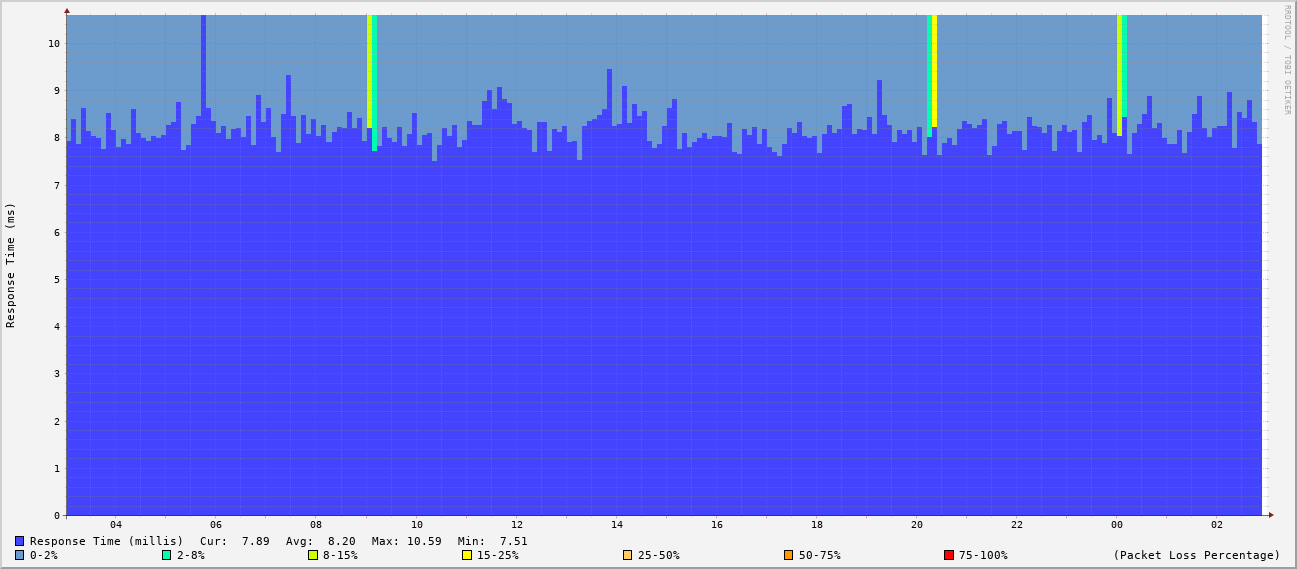 RRDTOOL / TOBI OETIKER
Response Time (ms)
10
9
8
7
6
5
4
3
2
1
0
04 06 08 10 12 14 16 18 20 22 00 02
Response Time (millis) Cur: 7.89 Avg: 8.20 Max: 10.59 Min: 7.51
0-2% 2-8% 8-15% 15-25% 25-50% 50-75% 75-100% (Packet Loss Percentage)